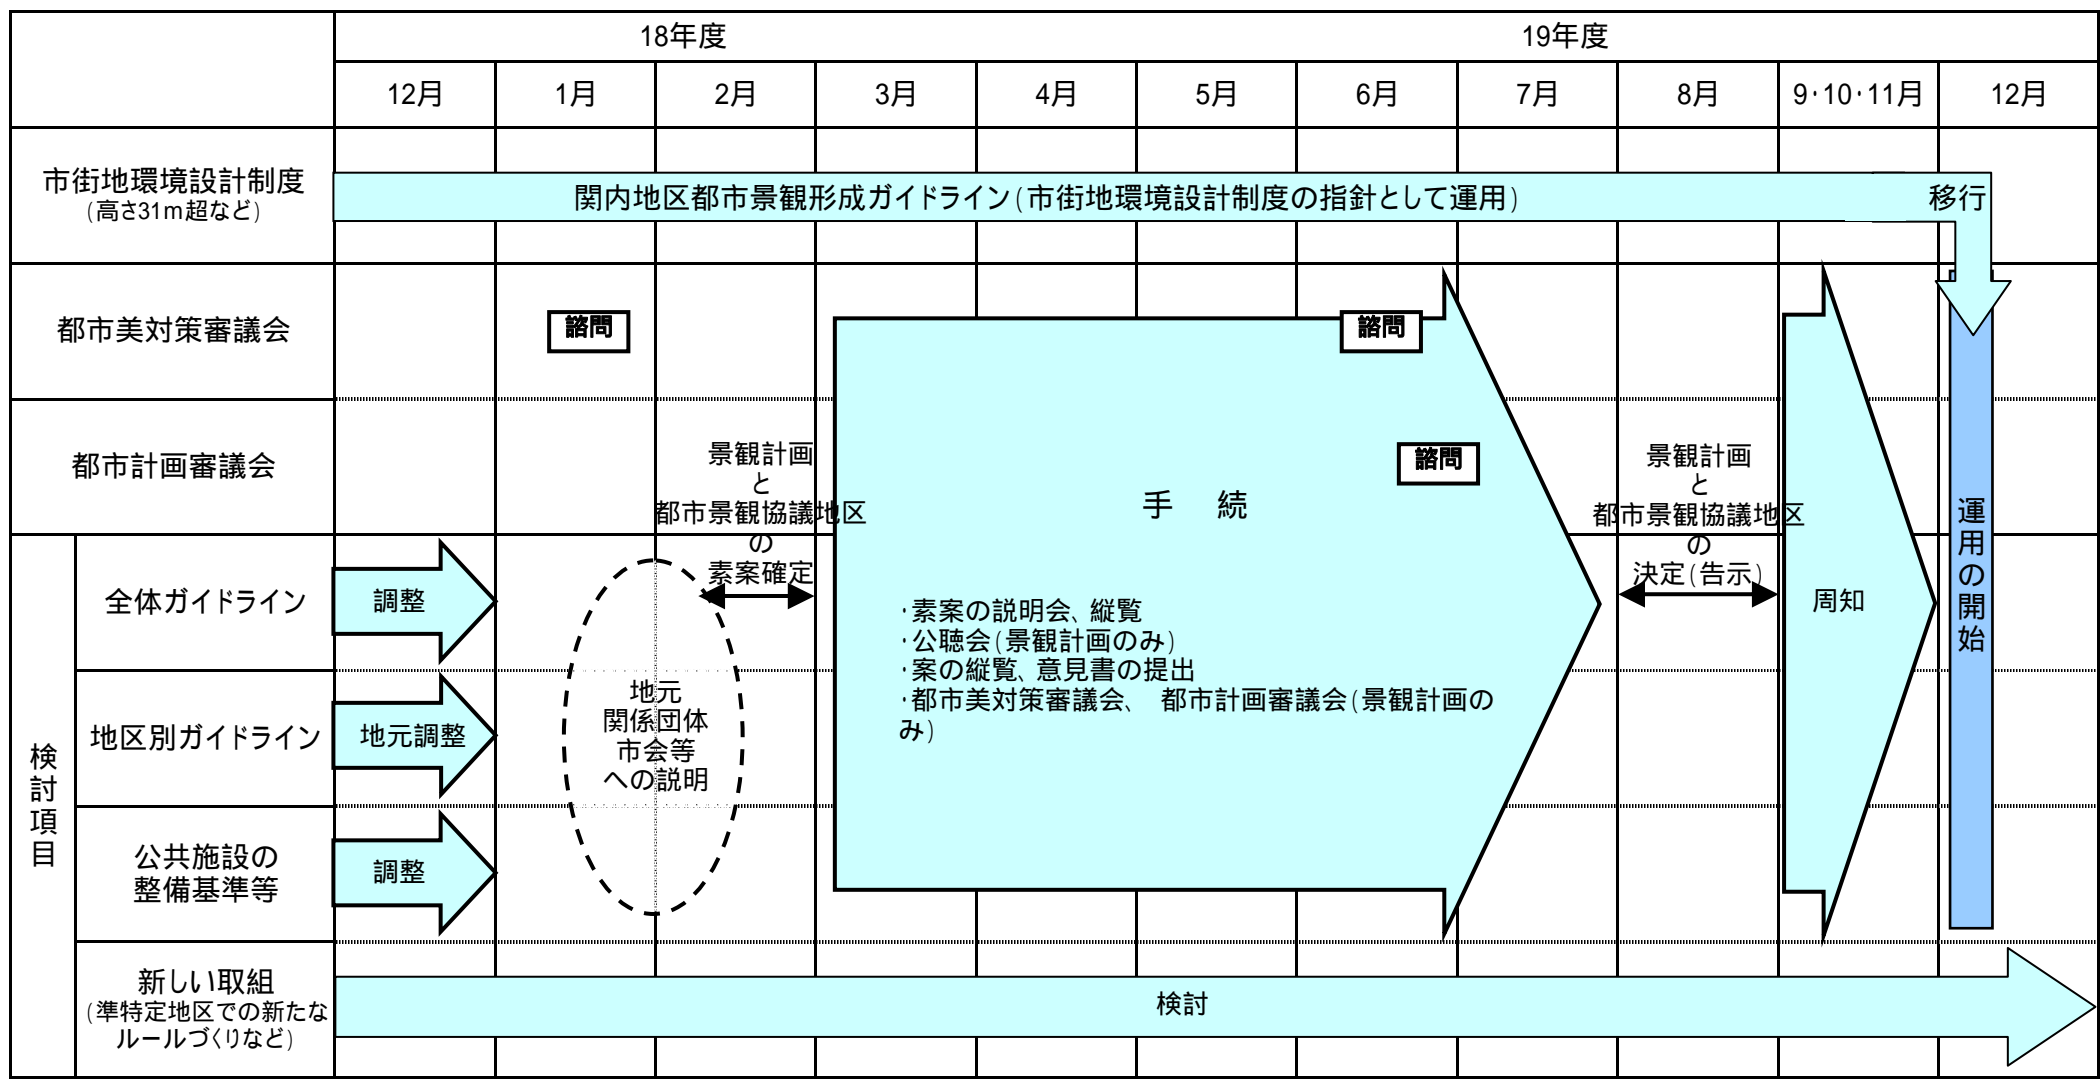 18年度
19年度
12月
1月
2月
3月
4月
5月
6月
7月
8月
9・10・11月
12月
市街地環境設計制度
(高さ31m超など)
関内地区都市景観形成ガイドライン(市街地環境設計制度の指針として運用)
移行
都市美対策審議会
諮問
諮問
都市計画審議会
諮問
景観計画
と
都市景観協議地区
の
素案確定
手 続
・素案の説明会、縦覧
・公聴会(景観計画のみ)
・案の縦覧、意見書の提出
・都市美対策審議会、 都市計画審議会(景観計画の
み)
景観計画
と
都市景観協議地区
の
決定(告示)
周知
運用の開始
検討項目
全体ガイドライン
調整
地区別ガイドライン
地元調整
地元
関係団体
市会等
への説明
公共施設の
整備基準等
調整
新しい取組
(準特定地区での新たな
ルールづくりなど)
検討